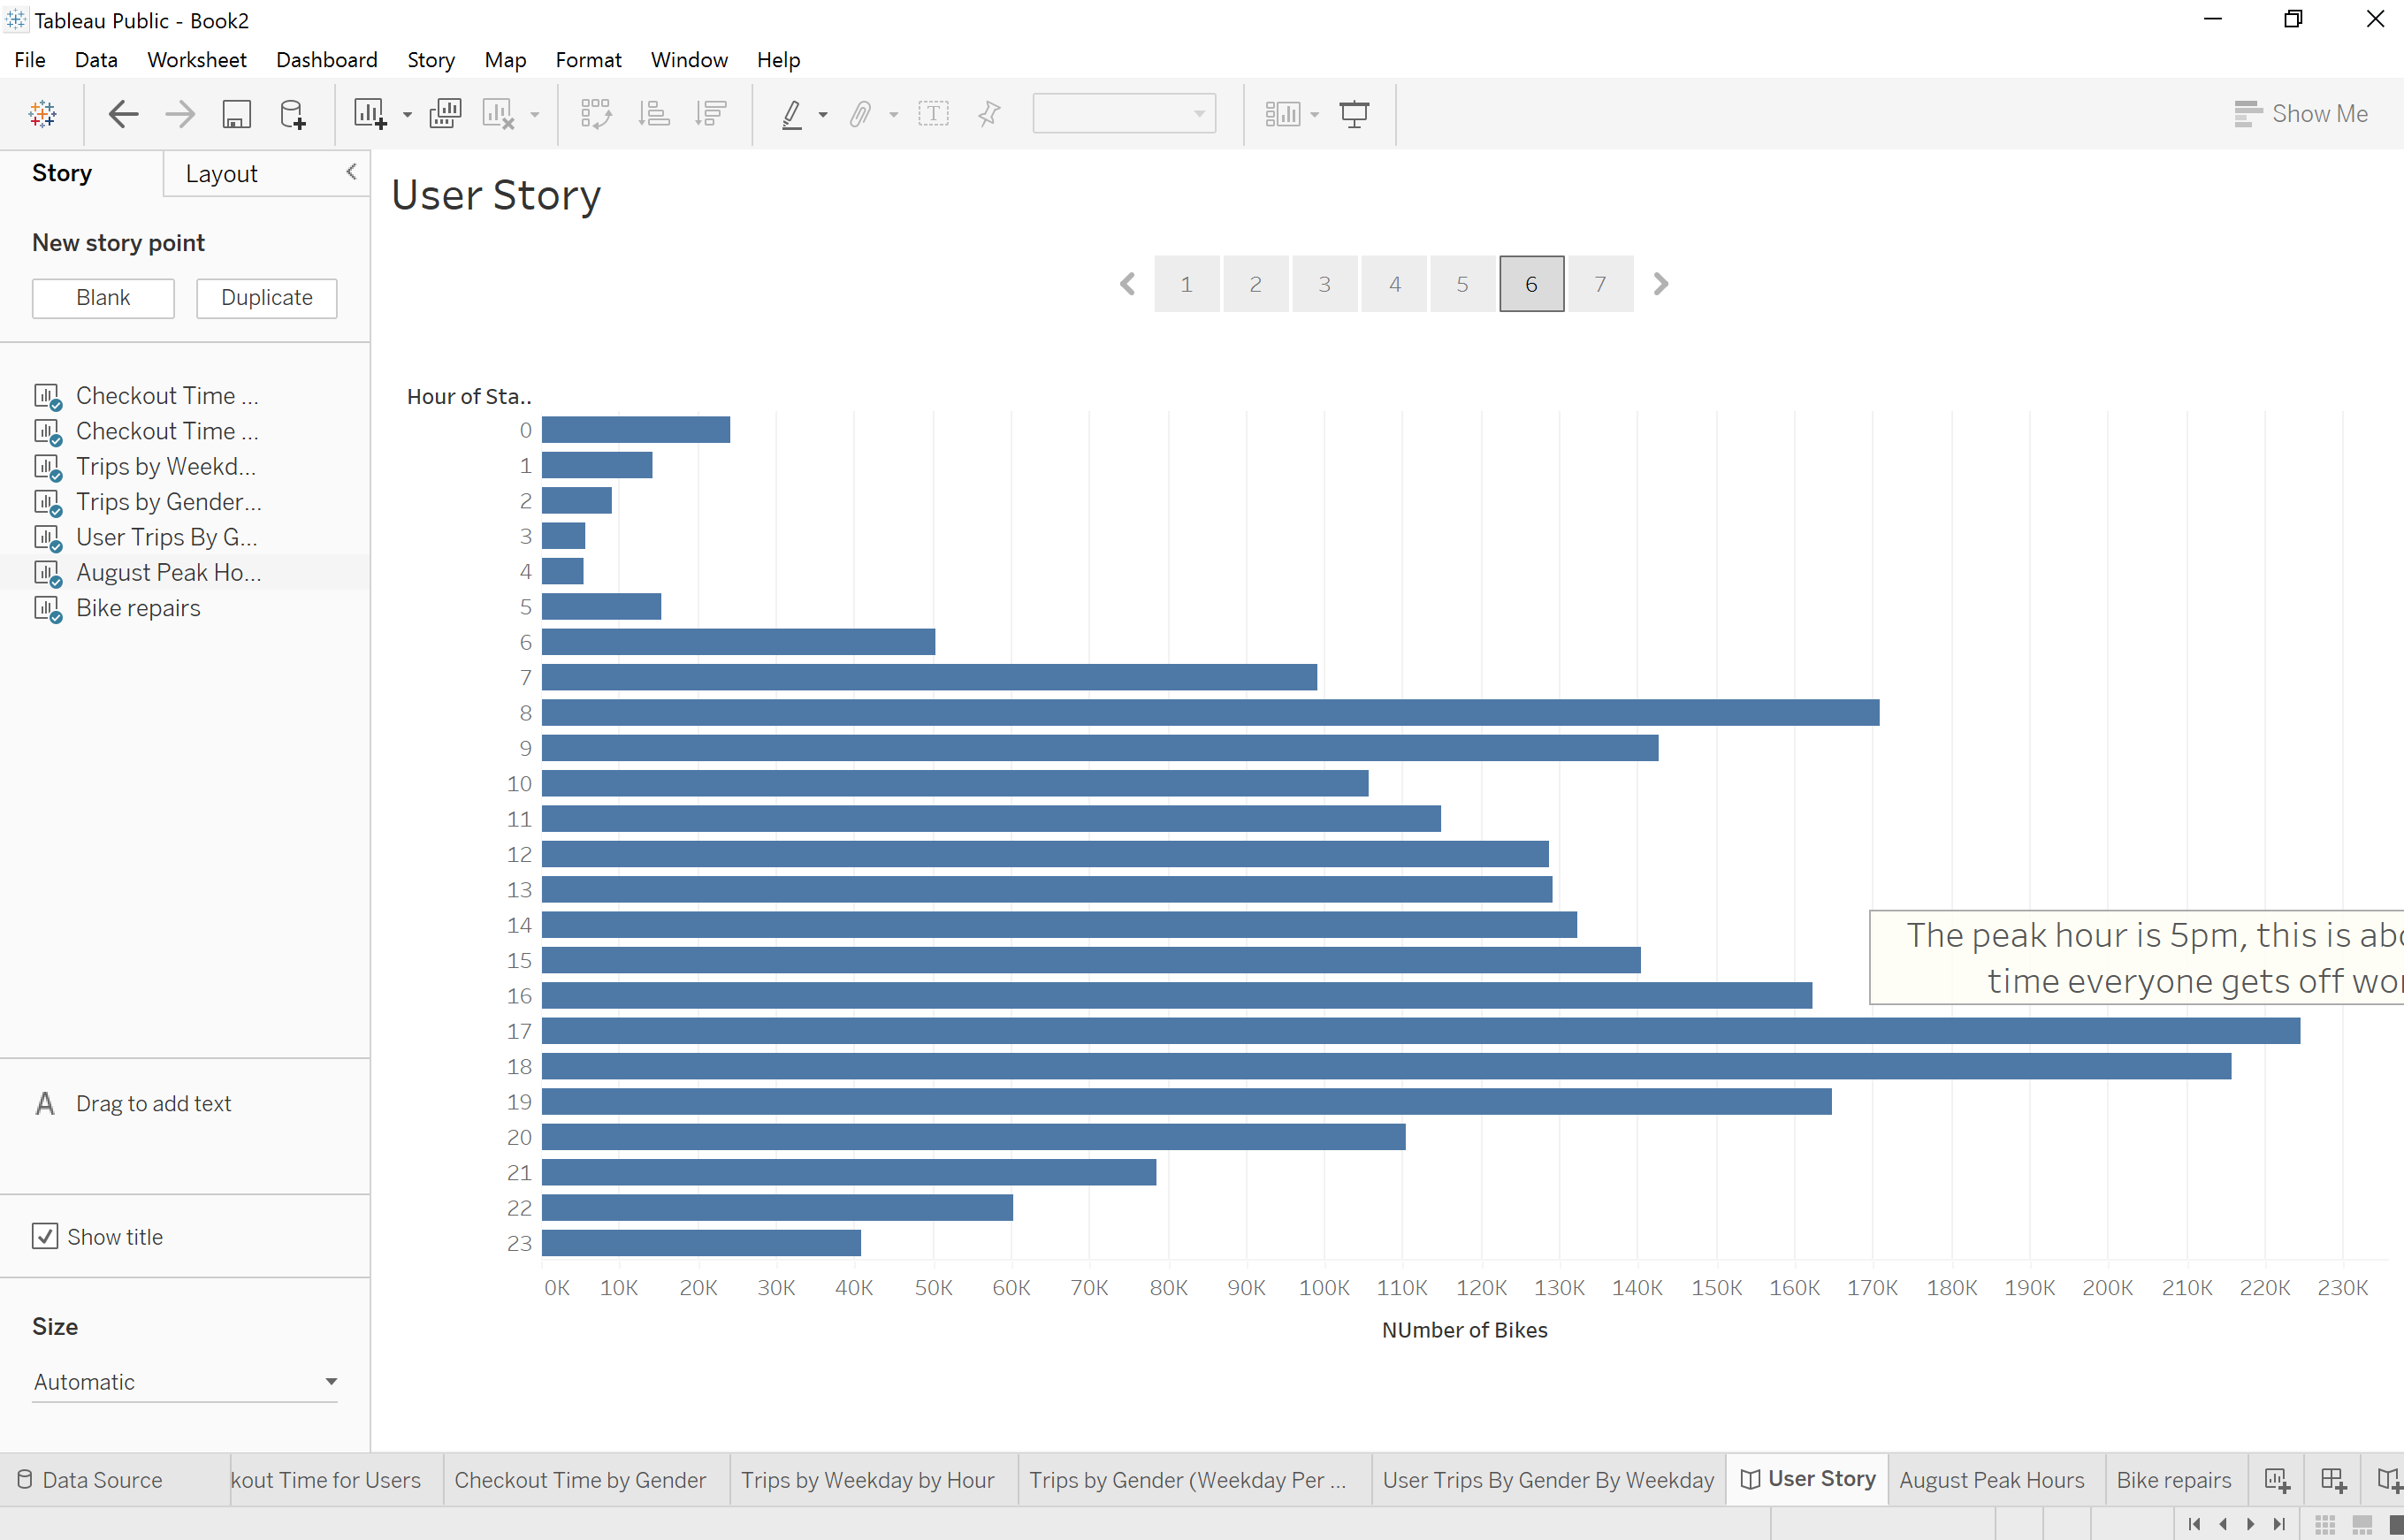 Tableau Public - Book2
File Data Worksheet Dashboard Story Map Format Window Help
Show Me
Story Layout
User Story
New story point
Blank Duplicate
1 2 3 4 5 6 7
Checkout Time ...
Checkout Time ...
Trips by Weekd...
Trips by Gender...
User Trips By G...
August Peak Ho...
Bike repairs
Hour of Sta..
0
1
2
3
4
5
6
7
8
9
10
11
12
13
14
15
16
17
18
19
20
21
22
23
The peak hour is 5pm, this is
time everyone gets off
0K 10K 20K 30K 40K 50K 60K 70K 80K 90K 100K 110K 120K 130K 140K 150K 160K 170K 180K 190K 200K 210K 220K 230K
NUmber of Bikes
A Drag to add text
Show title
Size
Automatic
Data Source kout Time for Users Checkout Time by Gender Trips by Weekday by Hour Trips by Gender (Weekday Per ... User Trips By Gender By Weekday User Story August Peak Hours Bike repairs